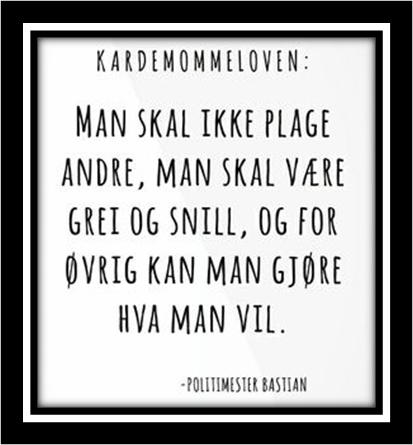 KARDEMOMMELOVEN:
MAN SKAL IKKE PLAGE
ANDRE, MAN SKAL VÆRE
GREI OG SNILL, OG FOR
ØVRIG KAN MAN GJØRE
HVA MAN VIL.
-POLITIMESTER BASTIAN